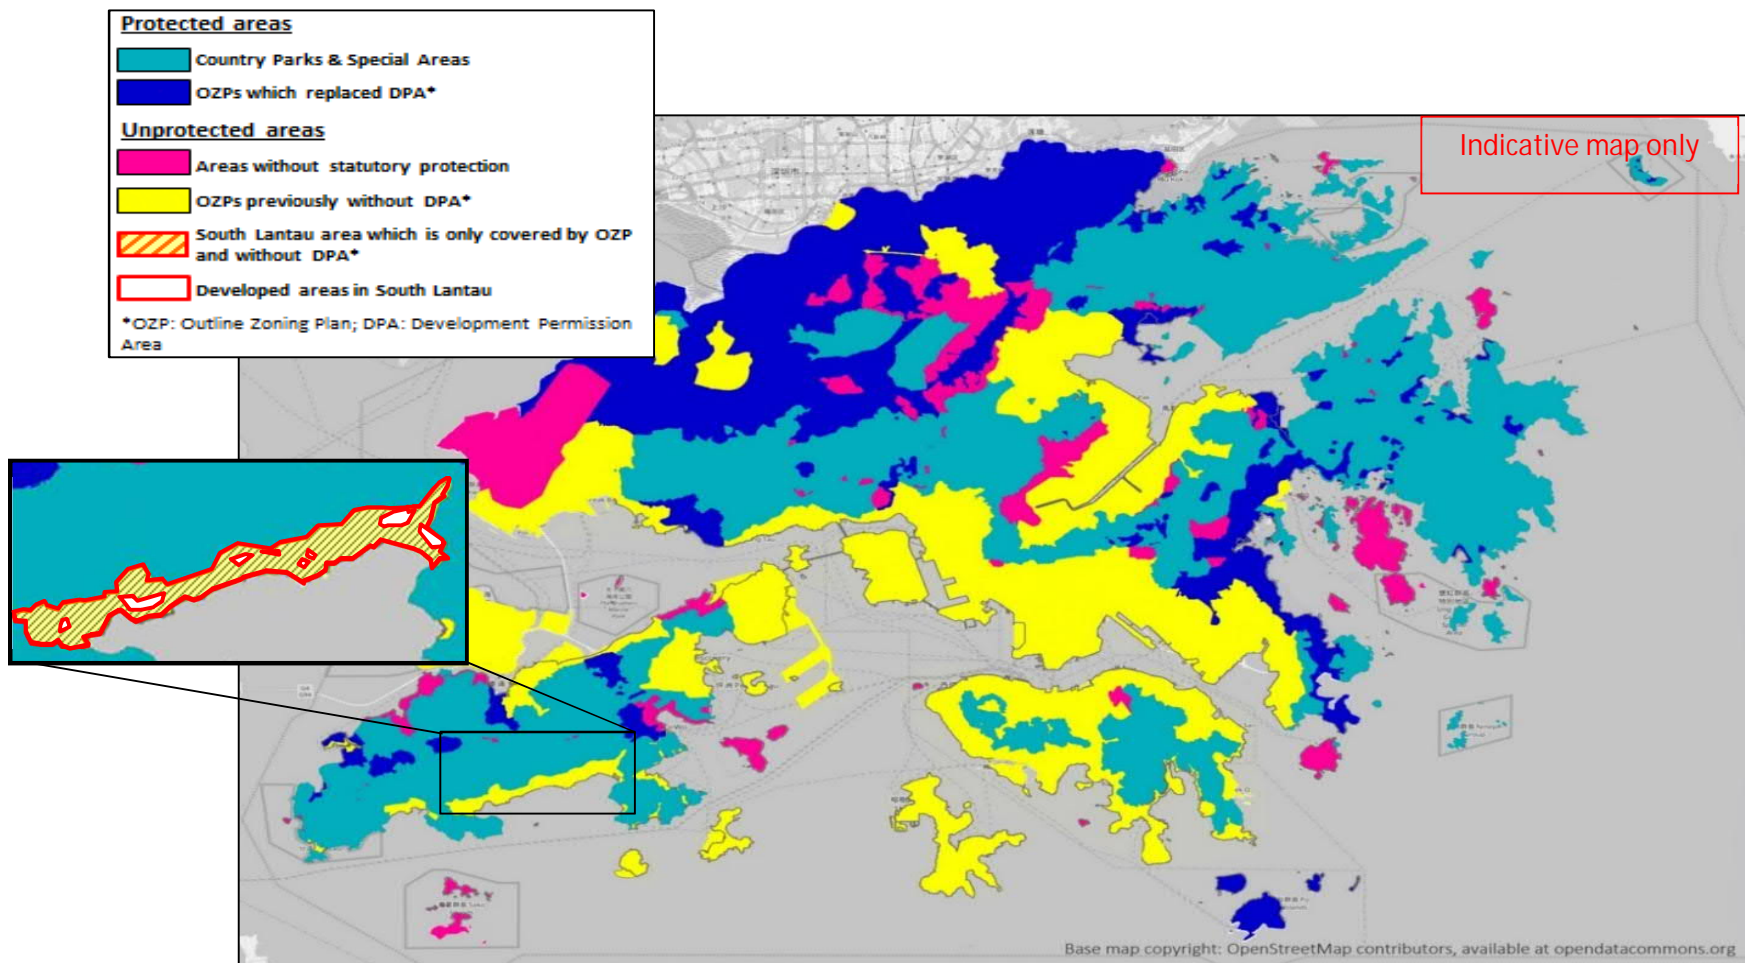 Protected areas
Country Parks & Special Areas
OZPs which replaced DPA*
Unprotected areas
Areas without statutory protection
OZPs previously without DPA*
South Lantau area which is only covered by OZP
and without DPA*
Developed areas in South Lantau
*OZP: Outline Zoning Plan; DPA: Development Permission
Area
Indicative map only
深圳市
Base map copyright: OpenStreetMap contributors, available at opendatacommons.org